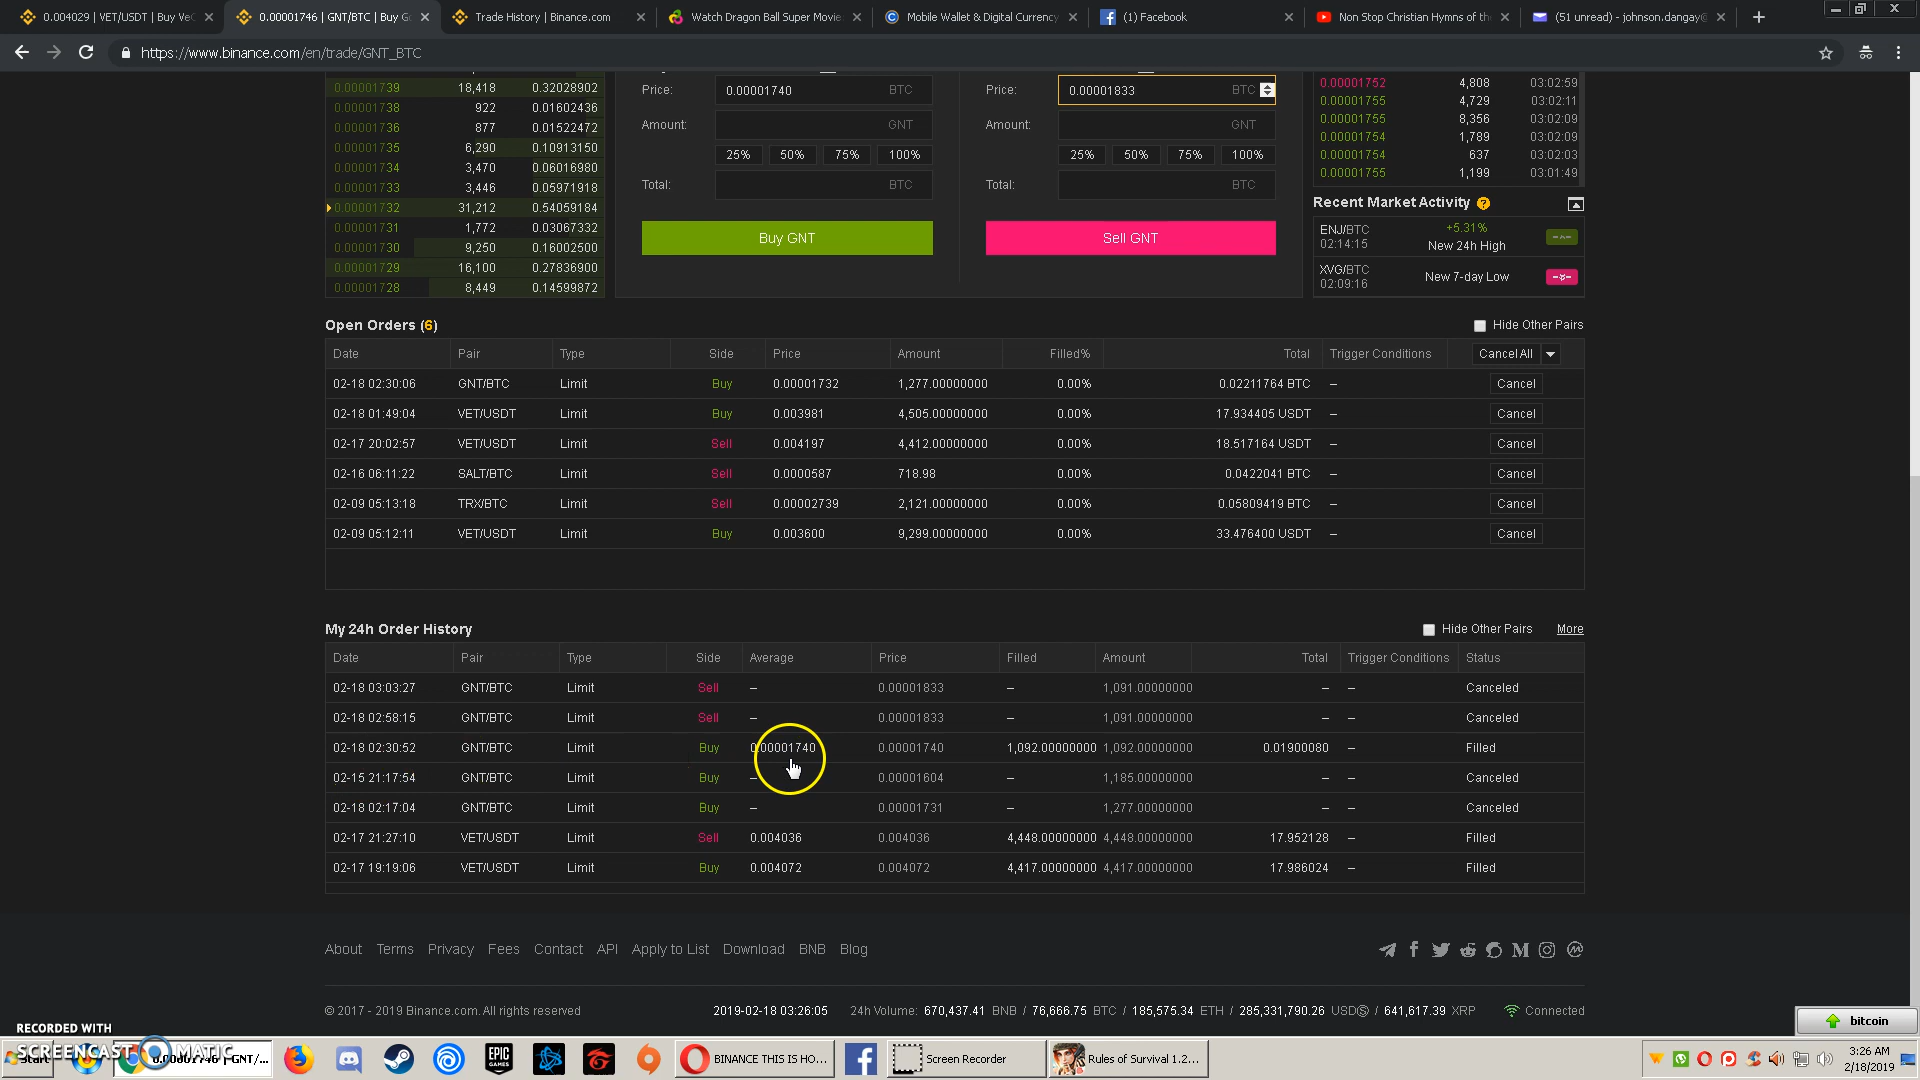 0.004029 | VET/USDT | Buy VeC
0.00001746 | GNT/BTC | Buy G
Trade History | Binance.com
Watch Dragon Ball Super Movie
Mobile Wallet & Digital Currency
(1) Facebook
Non Stop Christian Hymns of th
(51 unread) - johnson.dangay@
https://www.binance.com/en/trade/GNT_BTC
0.00001739 18,418 0.32028902
0.00001738 922 0.01602436
0.00001736 877 0.01522472
0.00001735 6,290 0.10913150
0.00001734 3,470 0.06016980
0.00001733 3,446 0.05971918
0.00001732 31,212 0.54059184
0.00001731 1,772 0.03067332
0.00001730 9,250 0.16002500
0.00001729 16,100 0.27836900
0.00001728 8,449 0.14599872
Price: 0.00001740 BTC
Amount: GNT
25% 50% 75% 100%
Total: BTC
Buy GNT
Price: 0.00001833 BTC
Amount: GNT
25% 50% 75% 100%
Total: BTC
Sell GNT
0.00001752 4,808 03:02:59
0.00001755 4,729 03:02:11
0.00001755 8,356 03:02:09
0.00001754 1,789 03:02:09
0.00001754 637 03:02:03
0.00001755 1,199 03:01:49
Recent Market Activity ?
ENJ/BTC +5.31%
02:14:15 New 24h High
XVG/BTC New 7-day Low
02:09:16
Open Orders (6) Hide Other Pairs
Date Pair Type Side Price Amount Filled% Total Trigger Conditions Cancel All
02-18 02:30:06 GNT/BTC Limit Buy 0.00001732 1,277.00000000 0.00% 0.02211764 BTC – Cancel
02-18 01:49:04 VET/USDT Limit Buy 0.003981 4,505.00000000 0.00% 17.934405 USDT – Cancel
02-17 20:02:57 VET/USDT Limit Sell 0.004197 4,412.00000000 0.00% 18.517164 USDT – Cancel
02-16 06:11:22 SALT/BTC Limit Sell 0.0000587 718.98 0.00% 0.0422041 BTC – Cancel
02-09 05:13:18 TRX/BTC Limit Sell 0.00002739 2,121.00000000 0.00% 0.05809419 BTC – Cancel
02-09 05:12:11 VET/USDT Limit Buy 0.003600 9,299.00000000 0.00% 33.476400 USDT – Cancel
My 24h Order History Hide Other Pairs More
Date Pair Type Side Average Price Filled Amount Total Trigger Conditions Status
02-18 03:03:27 GNT/BTC Limit Sell – 0.00001833 – 1,091.00000000 – – Canceled
02-18 02:58:15 GNT/BTC Limit Sell – 0.00001833 – 1,091.00000000 – – Canceled
02-18 02:30:52 GNT/BTC Limit Buy 0.00001740 0.00001740 1,092.00000000 1,092.00000000 0.01900080 – Filled
02-15 21:17:54 GNT/BTC Limit Buy – 0.00001604 – 1,185.00000000 – – Canceled
02-18 02:17:04 GNT/BTC Limit Buy – 0.00001731 – 1,277.00000000 – – Canceled
02-17 21:27:10 VET/USDT Limit Sell 0.004036 0.004036 4,448.00000000 4,448.00000000 17.952128 – Filled
02-17 19:19:06 VET/USDT Limit Buy 0.004072 0.004072 4,417.00000000 4,417.00000000 17.986024 – Filled
About Terms Privacy Fees Contact API Apply to List Download BNB Blog
© 2017 - 2019 Binance.com. All rights reserved
2019-02-18 03:26:05 24h Volume: 670,437.41 BNB / 76,666.75 BTC / 185,575.34 ETH / 285,331,790.26 USDⓈ / 641,617.39 XRP Connected
bitcoin
RECORDED WITH
SCREENCAST MATIC
Start
0.00001746 | GNT/...
EPIC GAMES
BINANCE THIS IS HO...
Screen Recorder
Rules of Survival 1.2...
3:26 AM
2/18/2019